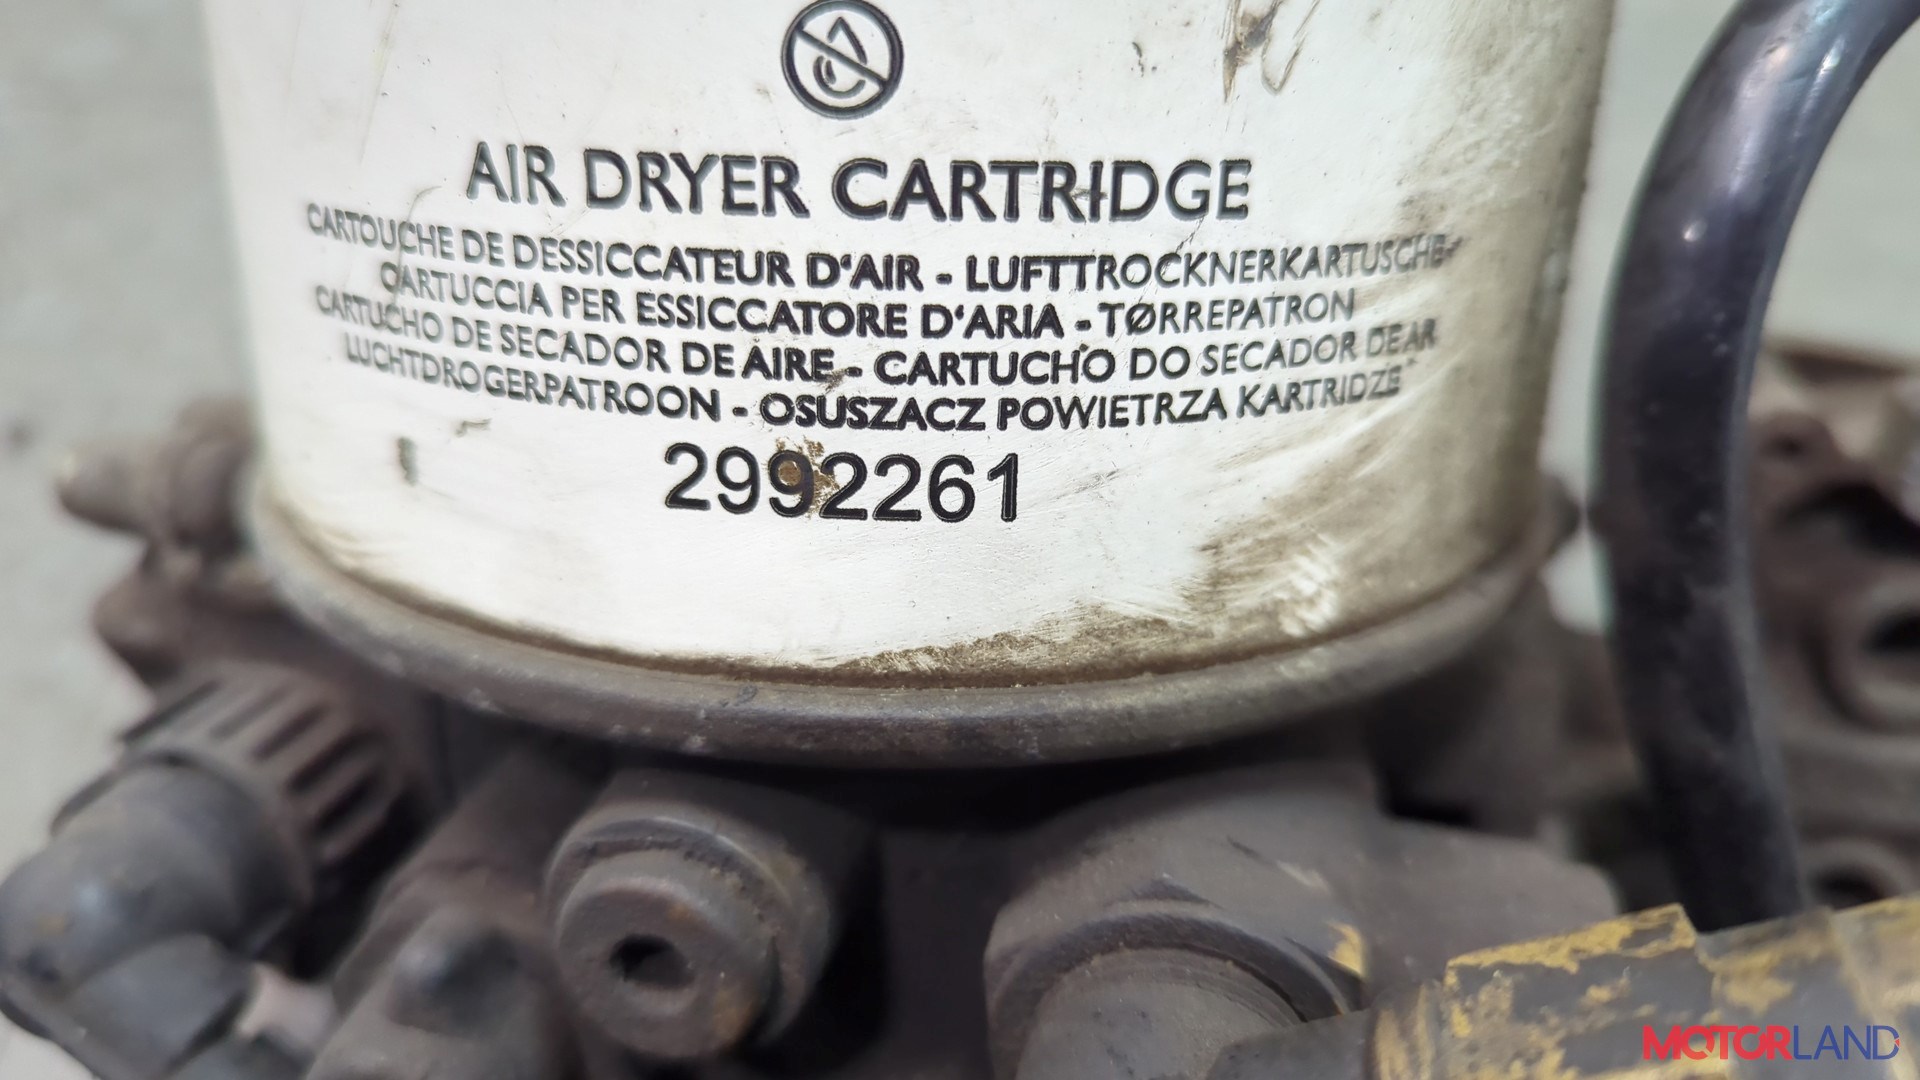 AIR DRYER CARTRIDGE
CARTOUCHE DE DESSICCATEUR D'AIR - LUFTTROCKNERKARTUSCHE-
CARTUCCIA PER ESSICCATORE D'ARIA - TØRREPATRON
CARTUCHO DE SECADOR DE AIRE - CARTUCHO DO SECADOR DE AR
LUCHTDROGERPATROON - OSUSZACZ POWIETRZA KARTRIDZE
2992261
MOTORLAND